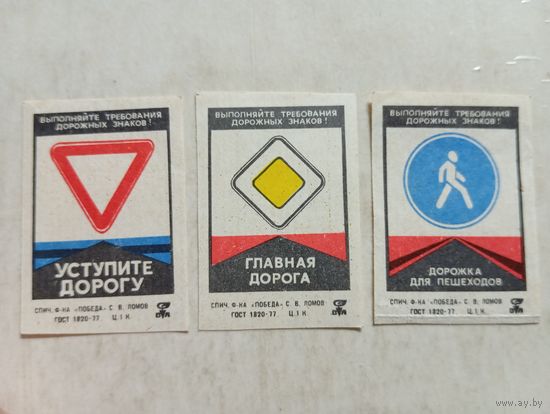 ВЫПОЛНЯЙТЕ ТРЕБОВАНИЯ
ДОРОЖНЫХ ЗНАКОВ!
УСТУПИТЕ
ДОРОГУ
СПИЧ. Ф-КА «ПОБЕДА» С. В. ЛОМОВ
ГОСТ 1820-77 Ц. 1 К.
ВЫПОЛНЯЙТЕ ТРЕБОВАНИЯ
ДОРОЖНЫХ ЗНАКОВ!
ГЛАВНАЯ
ДОРОГА
СПИЧ. Ф-КА «ПОБЕДА» С. В. ЛОМОВ
ГОСТ 1820-77 Ц. 1 К.
ВЫПОЛНЯЙТЕ ТРЕБОВАНИЯ
ДОРОЖНЫХ ЗНАКОВ!
ДОРОЖКА
ДЛЯ ПЕШЕХОДОВ
СПИЧ. Ф-КА «ПОБЕДА» С. В. ЛОМОВ
ГОСТ 1820-77 Ц. 1 К.
www.ay.by